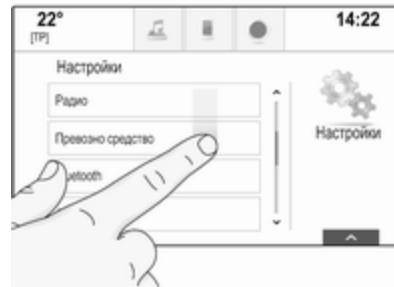 22° 14:22
[TP]
Настройки
Радио
Превозно средство
Настройки